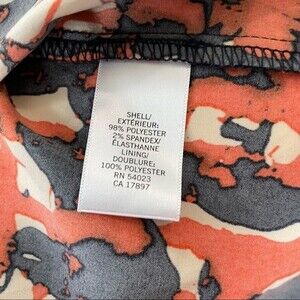 SHELL/
EXTÉRIEUR:
98% POLYESTER
2% SPANDEX/
ÉLASTHANNE
LINING/
DOUBLURE:
100% POLYESTER
RN 54023
CA 17897